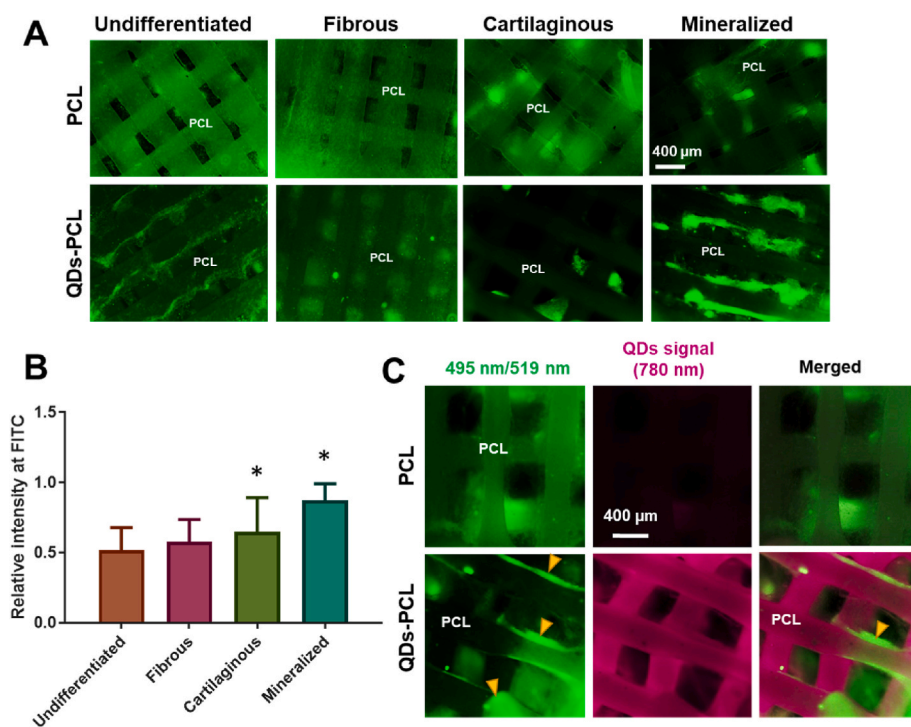 A
Undifferentiated Fibrous Cartilaginous Mineralized
PCL
PCL
PCL
PCL
PCL
400 µm
QDs-PCL
PCL
PCL
PCL
PCL
B
Relative Intensity at FITC
1.5
1.0
0.5
0.0
* *
Undifferentiated
Fibrous
Cartilaginous
Mineralized
C
495 nm/519 nm
QDs signal
(780 nm)
Merged
PCL
PCL
400 µm
QDs-PCL
PCL
PCL